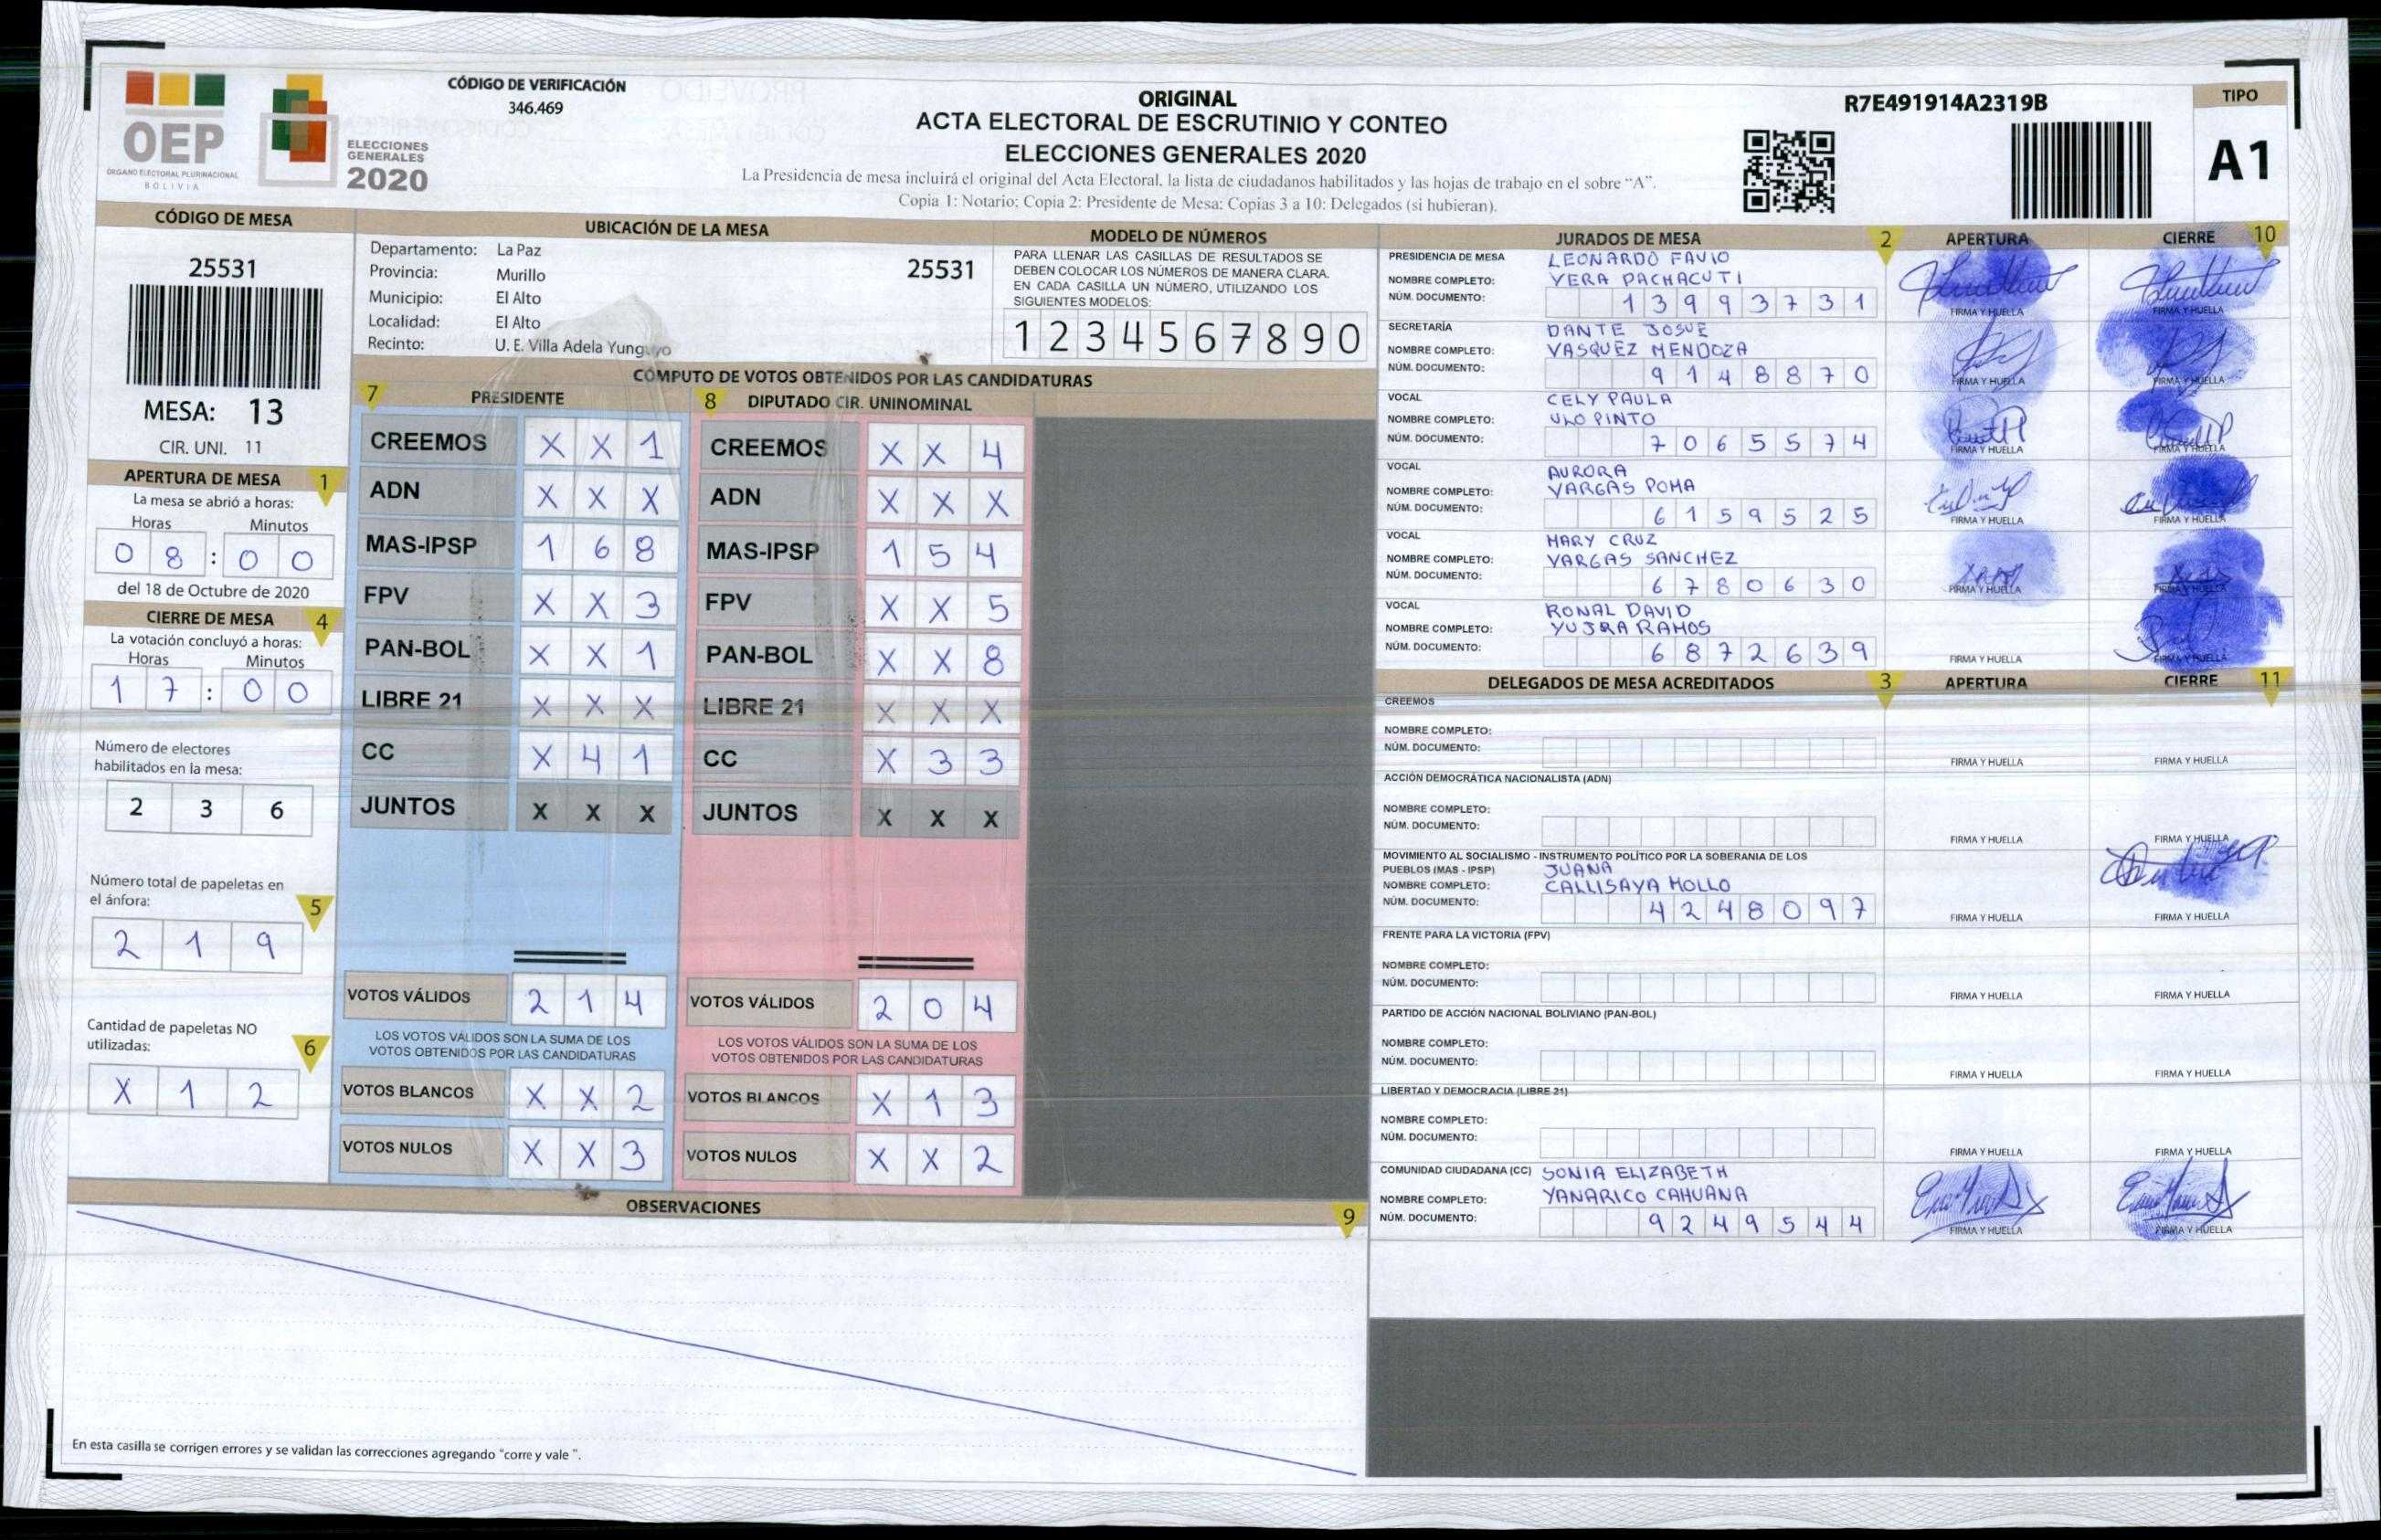 OEP
ÓRGANO ELECTORAL PLURINACIONAL
BOLIVIA
ELECCIONES
GENERALES
2020
CÓDIGO DE VERIFICACIÓN
346.469
ORIGINAL
ACTA ELECTORAL DE ESCRUTINIO Y CONTEO
ELECCIONES GENERALES 2020
La Presidencia de mesa incluirá el original del Acta Electoral, la lista de ciudadanos habilitados y las hojas de trabajo en el sobre “A”.
Copia 1: Notario; Copia 2: Presidente de Mesa; Copias 3 a 10: Delegados (si hubieran).
R7E491914A2319B
TIPO
A1
CÓDIGO DE MESA
25531
MESA: 13
CIR. UNI. 11
APERTURA DE MESA 1
La mesa se abrió a horas:
Horas Minutos
0 8 : 0 0
del 18 de Octubre de 2020
CIERRE DE MESA 4
La votación concluyó a horas:
Horas Minutos
1 7 : 0 0
Número de electores
habilitados en la mesa:
2 3 6
Número total de papeletas en
el ánfora: 5
2 1 9
Cantidad de papeletas NO
utilizadas: 6
X 1 2
UBICACIÓN DE LA MESA
Departamento: La Paz
Provincia: Murillo 25531
Municipio: El Alto
Localidad: El Alto
Recinto: U. E. Villa Adela Yunguyo
MODELO DE NÚMEROS
PARA LLENAR LAS CASILLAS DE RESULTADOS SE
DEBEN COLOCAR LOS NÚMEROS DE MANERA CLARA.
EN CADA CASILLA UN NÚMERO, UTILIZANDO LOS
SIGUIENTES MODELOS:
1 2 3 4 5 6 7 8 9 0
CÓMPUTO DE VOTOS OBTENIDOS POR LAS CANDIDATURAS
7 PRESIDENTE
CREEMOS X X 1
ADN X X X
MAS-IPSP 1 6 8
FPV X X 3
PAN-BOL X X 1
LIBRE 21 X X X
CC X 4 1
JUNTOS X X X
VOTOS VÁLIDOS 2 1 4
LOS VOTOS VÁLIDOS SON LA SUMA DE LOS
VOTOS OBTENIDOS POR LAS CANDIDATURAS
VOTOS BLANCOS X X 2
VOTOS NULOS X X 3
8 DIPUTADO CIR. UNINOMINAL
CREEMOS X X 4
ADN X X X
MAS-IPSP 1 5 4
FPV X X 5
PAN-BOL X X 8
LIBRE 21 X X X
CC X 3 3
JUNTOS X X X
VOTOS VÁLIDOS 2 0 4
LOS VOTOS VÁLIDOS SON LA SUMA DE LOS
VOTOS OBTENIDOS POR LAS CANDIDATURAS
VOTOS BLANCOS X 1 3
VOTOS NULOS X X 2
OBSERVACIONES 9
En esta casilla se corrigen errores y se validan las correcciones agregando “corre y vale ”.
JURADOS DE MESA 2 APERTURA CIERRE 10
PRESIDENCIA DE MESA LEONARDO FAVIO
NOMBRE COMPLETO: VERA PACHACUTI
NÚM. DOCUMENTO: 1 3 9 9 3 7 3 1
FIRMA Y HUELLA FIRMA Y HUELLA
SECRETARÍA DANTE JOSUE
NOMBRE COMPLETO: VASQUEZ MENDOZA
NÚM. DOCUMENTO: 9 1 4 8 8 7 0
FIRMA Y HUELLA FIRMA Y HUELLA
VOCAL CELY PAULA
NOMBRE COMPLETO: ULO PINTO
NÚM. DOCUMENTO: 7 0 6 5 5 7 4
FIRMA Y HUELLA FIRMA Y HUELLA
VOCAL AURORA
NOMBRE COMPLETO: VARGAS POMA
NÚM. DOCUMENTO: 6 1 5 9 5 2 5
FIRMA Y HUELLA FIRMA Y HUELLA
VOCAL MARY CRUZ
NOMBRE COMPLETO: VARGAS SANCHEZ
NÚM. DOCUMENTO: 6 7 8 0 6 3 0
FIRMA Y HUELLA FIRMA Y HUELLA
VOCAL RONAL DAVID
NOMBRE COMPLETO: YUJRA RAMOS
NÚM. DOCUMENTO: 6 8 7 2 6 3 9
FIRMA Y HUELLA FIRMA Y HUELLA
DELEGADOS DE MESA ACREDITADOS 3 APERTURA CIERRE 11
CREEMOS
NOMBRE COMPLETO:
NÚM. DOCUMENTO:
FIRMA Y HUELLA FIRMA Y HUELLA
ACCIÓN DEMOCRÁTICA NACIONALISTA (ADN)
NOMBRE COMPLETO:
NÚM. DOCUMENTO:
FIRMA Y HUELLA FIRMA Y HUELLA
MOVIMIENTO AL SOCIALISMO - INSTRUMENTO POLÍTICO POR LA SOBERANIA DE LOS
PUEBLOS (MAS - IPSP) JUANA
NOMBRE COMPLETO: CALLISAYA MOLLO
NÚM. DOCUMENTO: 4 2 4 8 0 9 7
FIRMA Y HUELLA FIRMA Y HUELLA
FRENTE PARA LA VICTORIA (FPV)
NOMBRE COMPLETO:
NÚM. DOCUMENTO:
FIRMA Y HUELLA FIRMA Y HUELLA
PARTIDO DE ACCIÓN NACIONAL BOLIVIANO (PAN-BOL)
NOMBRE COMPLETO:
NÚM. DOCUMENTO:
FIRMA Y HUELLA FIRMA Y HUELLA
LIBERTAD Y DEMOCRACIA (LIBRE 21)
NOMBRE COMPLETO:
NÚM. DOCUMENTO:
FIRMA Y HUELLA FIRMA Y HUELLA
COMUNIDAD CIUDADANA (CC) SONIA ELIZABETH
NOMBRE COMPLETO: YANARICO CAHUANA
NÚM. DOCUMENTO: 9 2 4 9 5 4 4
FIRMA Y HUELLA FIRMA Y HUELLA